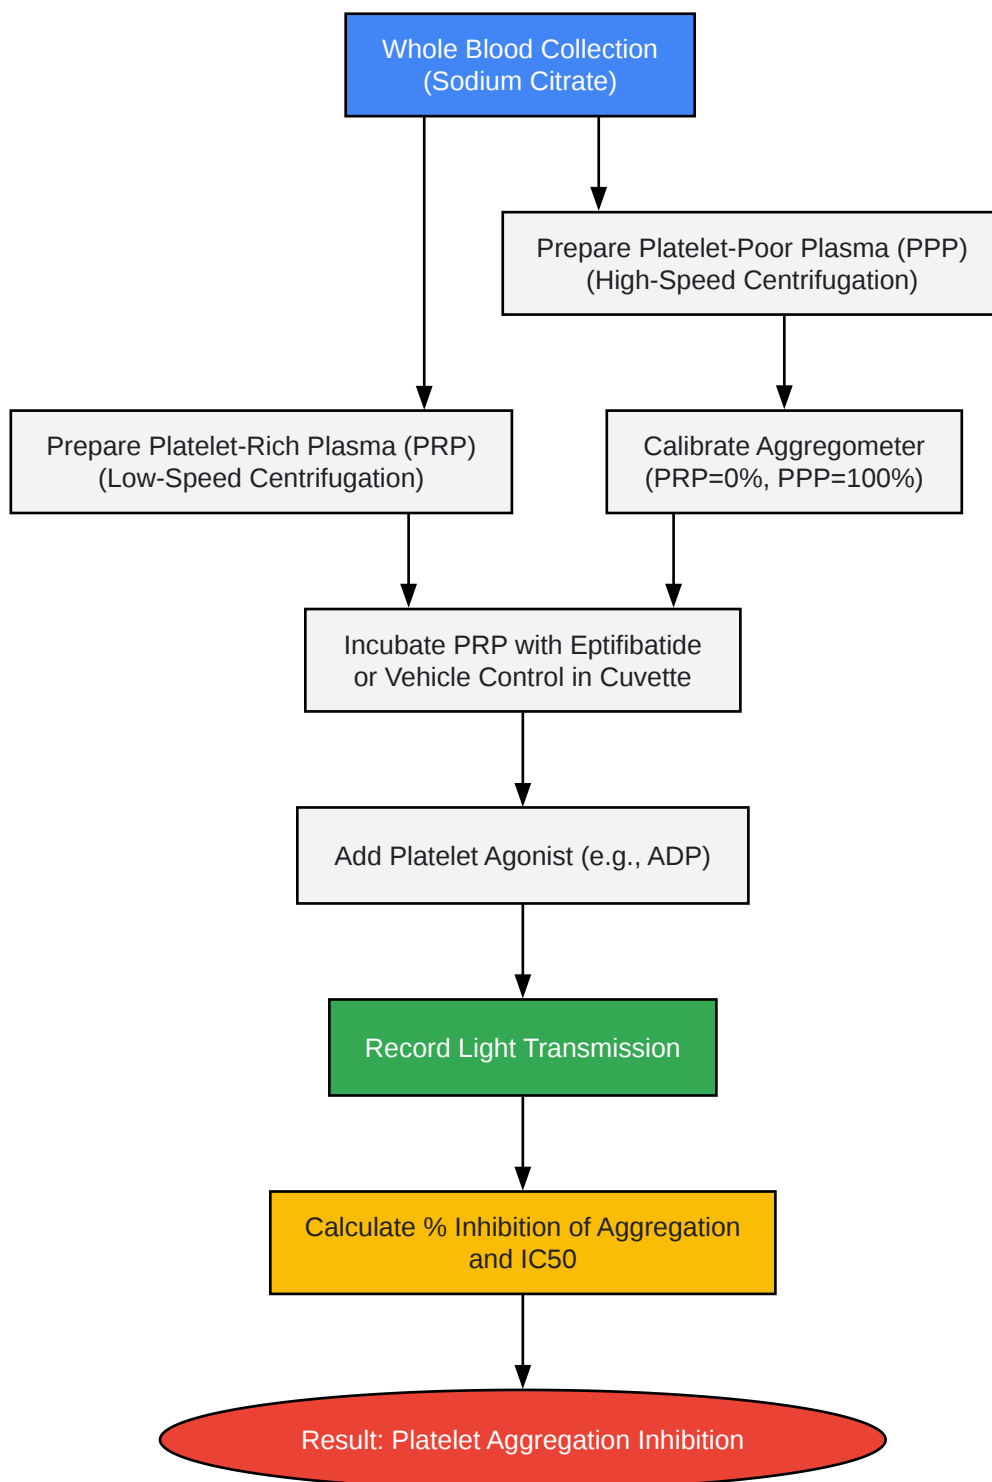 Whole Blood Collection
(Sodium Citrate)
Prepare Platelet-Poor Plasma (PPP)
(High-Speed Centrifugation)
Prepare Platelet-Rich Plasma (PRP)
(Low-Speed Centrifugation)
Calibrate Aggregometer
(PRP=0%, PPP=100%)
Incubate PRP with Eptifibatide
or Vehicle Control in Cuvette
Add Platelet Agonist (e.g., ADP)
Record Light Transmission
Calculate % Inhibition of Aggregation
and IC50
Result: Platelet Aggregation Inhibition